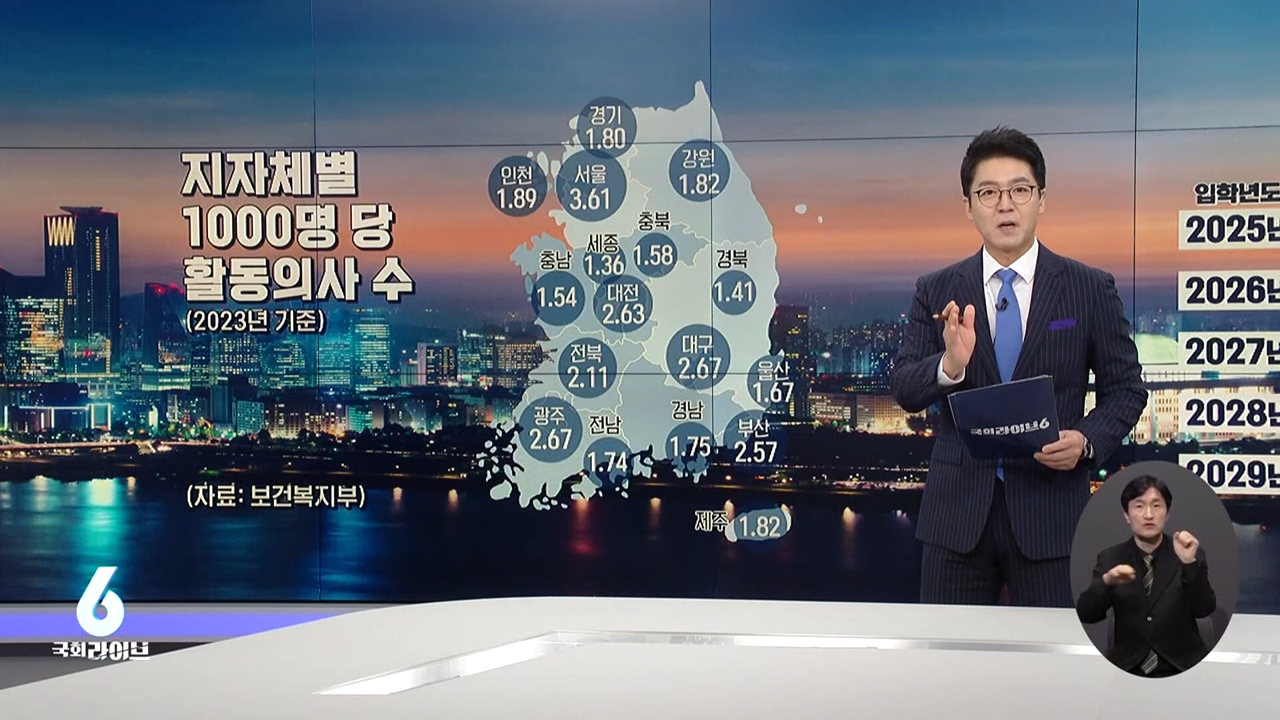 지자체별
1000명 당
활동의사 수
(2023년 기준)
경기
1.80
인천
1.89
서울
3.61
강원
1.82
충북
1.58
세종
1.36
충남
1.54
대전
2.63
경북
1.41
전북
2.11
대구
2.67
울산
1.67
광주
2.67
전남
1.74
경남
1.75
부산
2.57
제주
1.82
(자료: 보건복지부)
입학년도
2025년
2026년
2027년
2028년
2029년
국회라이브6
6
국회라이브